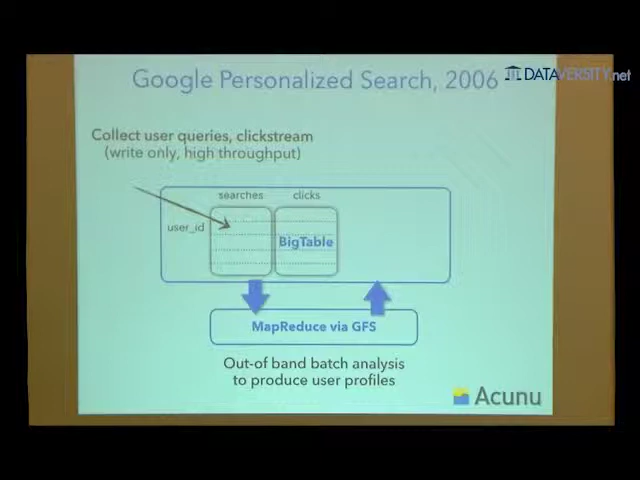 Google Personalized Search, 2006
DATAVERSITY.net
Collect user queries, clickstream
(write only, high throughput)
searches clicks
user_id
BigTable
MapReduce via GFS
Out-of band batch analysis
to produce user profiles
Acunu